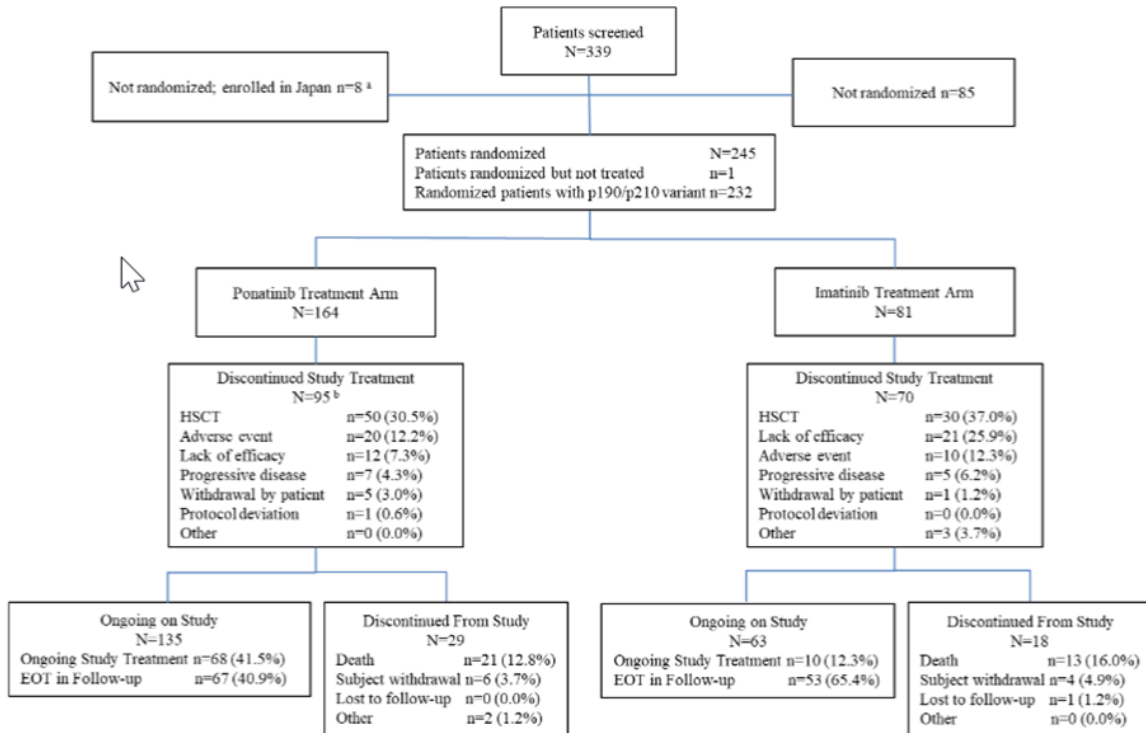 Patients screened
N=339
Not randomized; enrolled in Japan n=8 ᵃ
Not randomized n=85
Patients randomized N=245
Patients randomized but not treated n=1
Randomized patients with p190/p210 variant n=232
Ponatinib Treatment Arm
N=164
Imatinib Treatment Arm
N=81
Discontinued Study Treatment
N=95 ᵇ
HSCT n=50 (30.5%)
Adverse event n=20 (12.2%)
Lack of efficacy n=12 (7.3%)
Progressive disease n=7 (4.3%)
Withdrawal by patient n=5 (3.0%)
Protocol deviation n=1 (0.6%)
Other n=0 (0.0%)
Discontinued Study Treatment
N=70
HSCT n=30 (37.0%)
Lack of efficacy n=21 (25.9%)
Adverse event n=10 (12.3%)
Progressive disease n=5 (6.2%)
Withdrawal by patient n=1 (1.2%)
Protocol deviation n=0 (0.0%)
Other n=3 (3.7%)
Ongoing on Study
N=135
Ongoing Study Treatment n=68 (41.5%)
EOT in Follow-up n=67 (40.9%)
Discontinued From Study
N=29
Death n=21 (12.8%)
Subject withdrawal n=6 (3.7%)
Lost to follow-up n=0 (0.0%)
Other n=2 (1.2%)
Ongoing on Study
N=63
Ongoing Study Treatment n=10 (12.3%)
EOT in Follow-up n=53 (65.4%)
Discontinued From Study
N=18
Death n=13 (16.0%)
Subject withdrawal n=4 (4.9%)
Lost to follow-up n=1 (1.2%)
Other n=0 (0.0%)